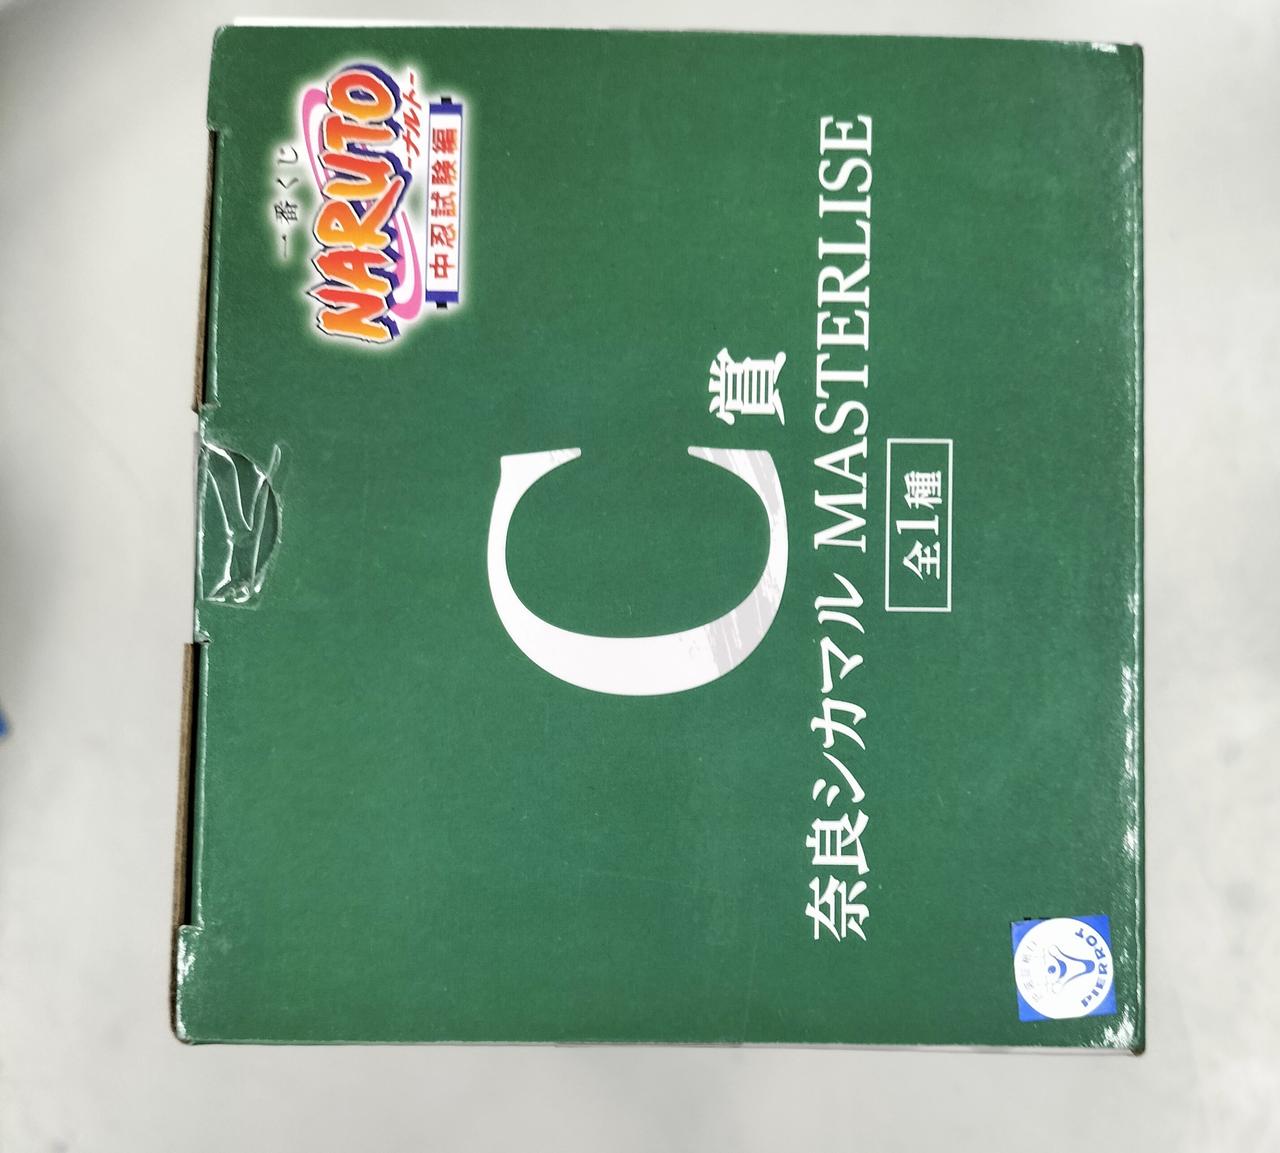 一番くじ
NARUTO
-ナルト-
中忍試験編
C賞
奈良シカマル MASTERLISE
全1種
PIERROT